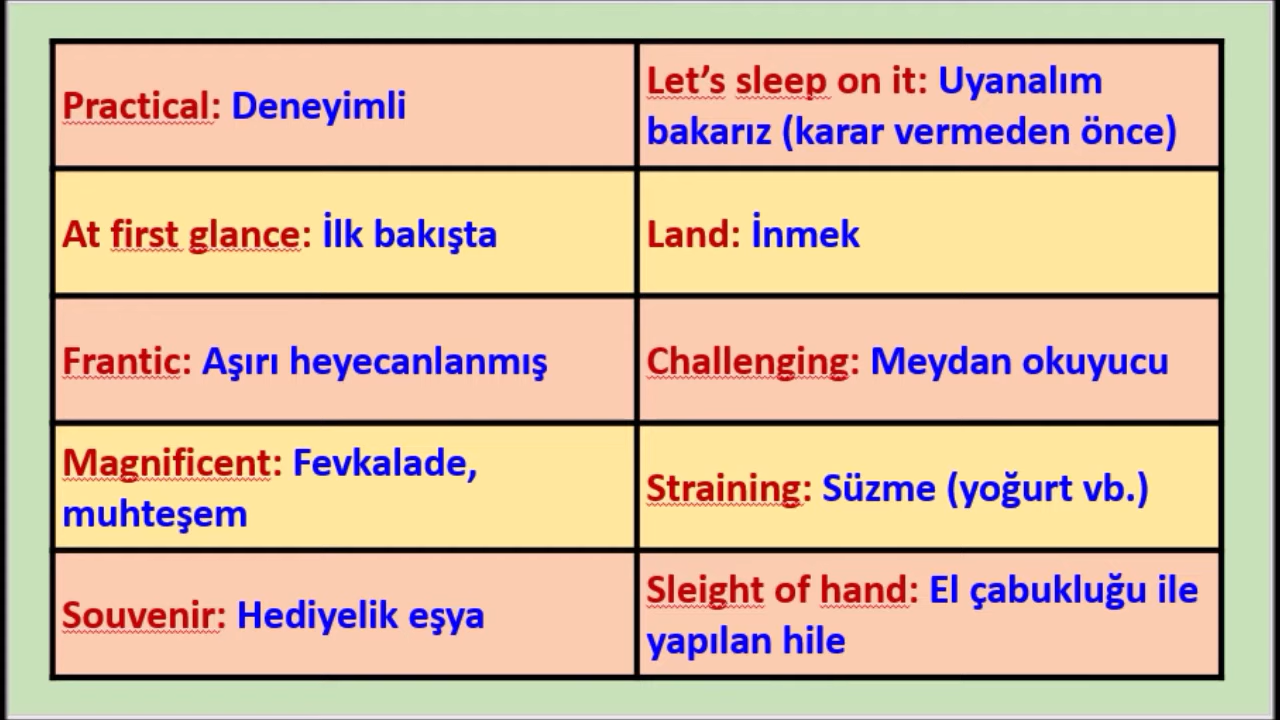 Practical: Deneyimli
Let’s sleep on it: Uyanalım
bakarız (karar vermeden önce)
At first glance: İlk bakışta
Land: İnmek
Frantic: Aşırı heyecanlanmış
Challenging: Meydan okuyucu
Magnificent: Fevkalade,
muhteşem
Straining: Süzme (yoğurt vb.)
Souvenir: Hediyelik eşya
Sleight of hand: El çabukluğu ile
yapılan hile